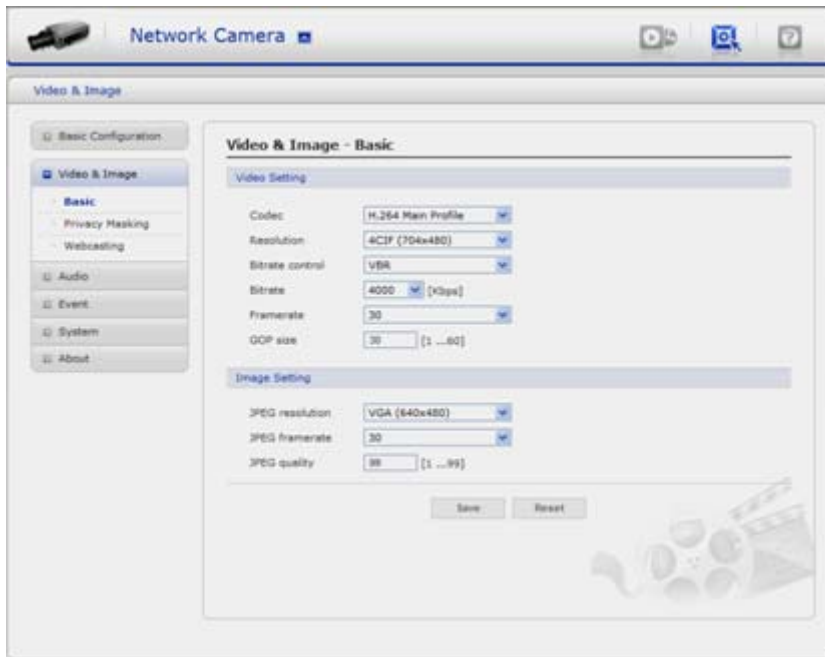 Network Camera
?
Video & Image
Basic Configuration
Video & Image
Basic
Privacy Masking
Webcasting
Audio
Event
System
About
Video & Image - Basic
Video Setting
Codec H.264 Main Profile
Resolution 4CIF (704x480)
Bitrate control VBR
Bitrate 4000 [Kbps]
Framerate 30
GOP size 30 [1 ...60]
Image Setting
JPEG resolution VGA (640x480)
JPEG framerate 30
JPEG quality 99 [1 ...99]
Save Reset